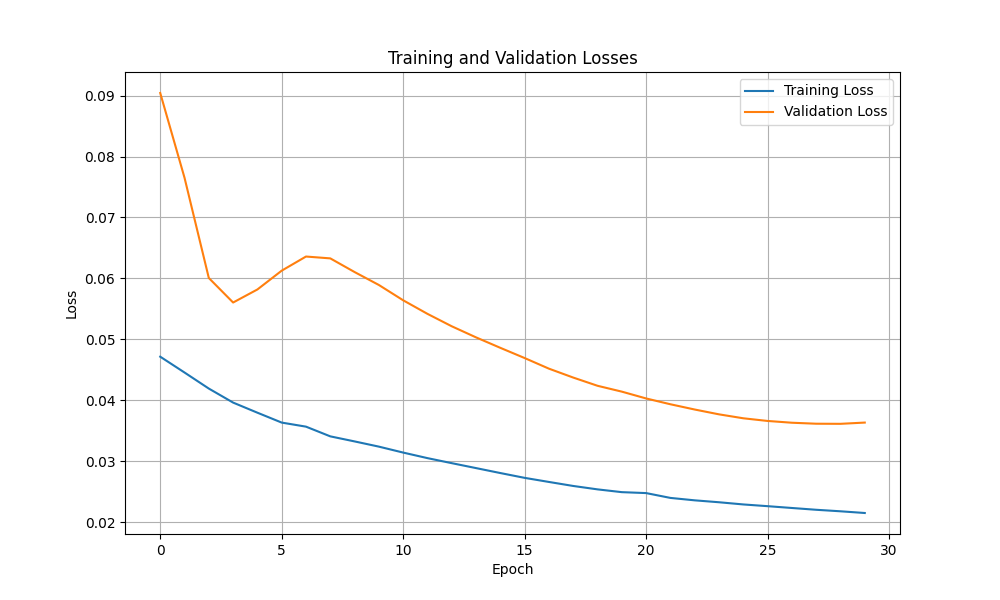 Training and Validation Losses
Training Loss
Validation Loss
0.09
0.08
0.07
0.06
0.05
0.04
0.03
0.02
Loss
0 5 10 15 20 25 30
Epoch